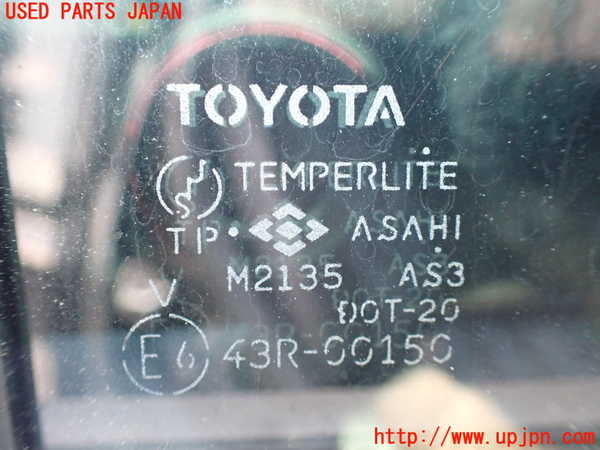 USED PARTS JAPAN
TOYOTA
TEMPERLITE
TP ASAHI
M2135 AS3
DOT-20
V
E6 43R-00150
http://www.upjpn.com/